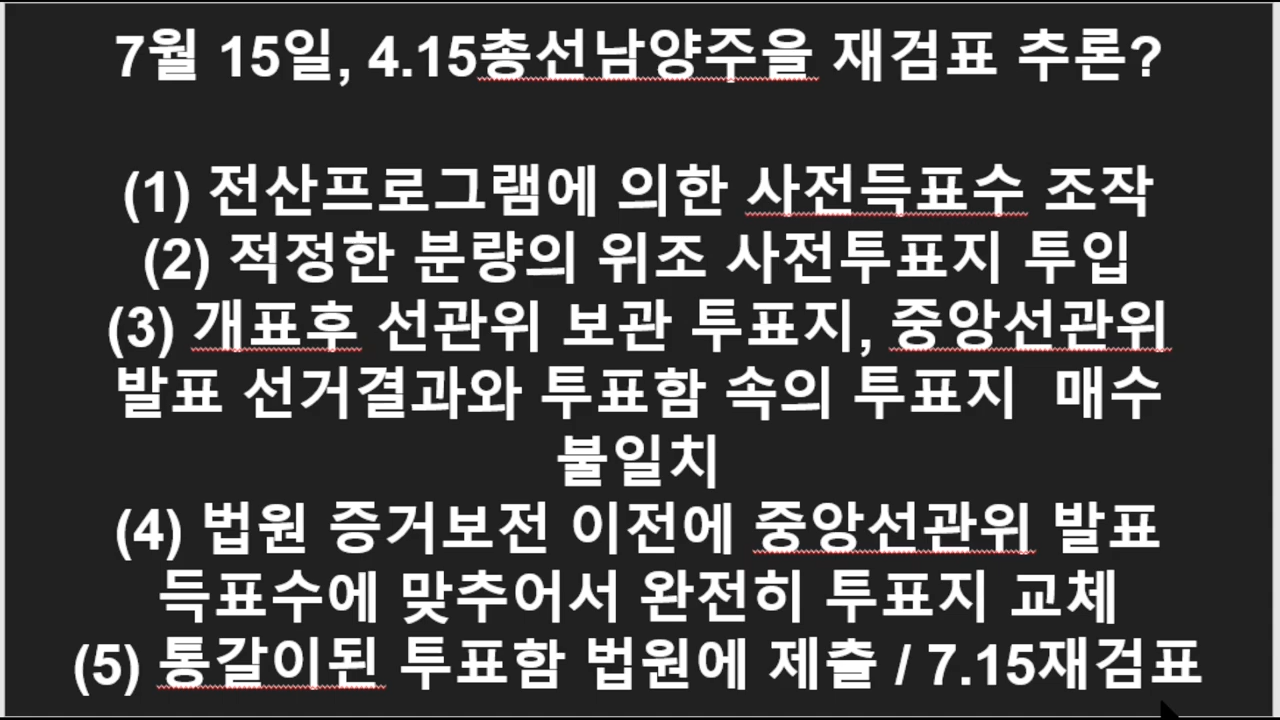 7월 15일, 4.15총선남양주을 재검표 추론?
(1) 전산프로그램에 의한 사전득표수 조작
(2) 적정한 분량의 위조 사전투표지 투입
(3) 개표후 선관위 보관 투표지, 중앙선관위
발표 선거결과와 투표함 속의 투표지 매수
불일치
(4) 법원 증거보전 이전에 중앙선관위 발표
득표수에 맞추어서 완전히 투표지 교체
(5) 통갈이된 투표함 법원에 제출 / 7.15재검표